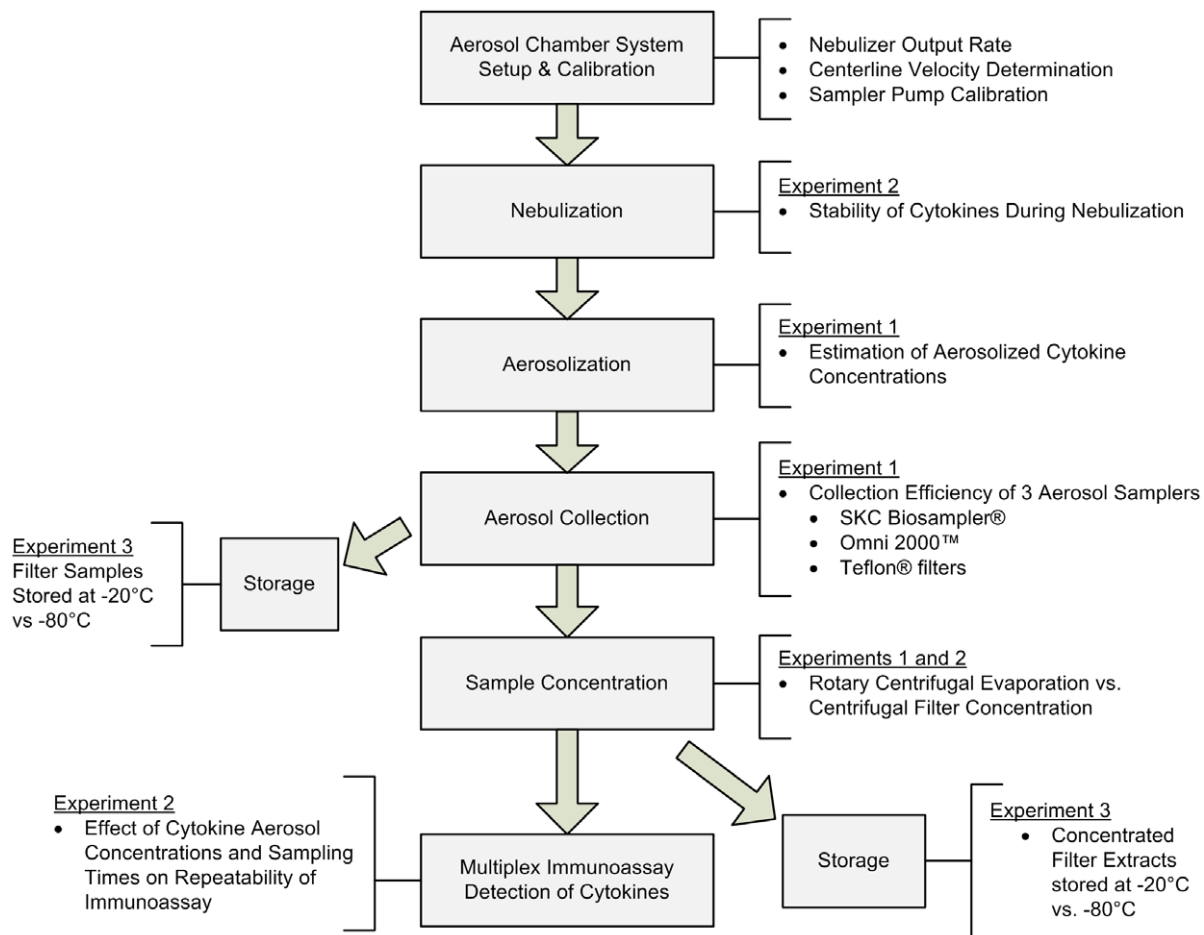 Aerosol Chamber System
Setup & Calibration
• Nebulizer Output Rate
• Centerline Velocity Determination
• Sampler Pump Calibration
Nebulization
Experiment 2
• Stability of Cytokines During Nebulization
Aerosolization
Experiment 1
• Estimation of Aerosolized Cytokine
Concentrations
Aerosol Collection
Experiment 1
• Collection Efficiency of 3 Aerosol Samplers
• SKC Biosampler®
• Omni 2000™
• Teflon® filters
Experiment 3
Filter Samples
Stored at -20°C
vs -80°C
Storage
Sample Concentration
Experiments 1 and 2
• Rotary Centrifugal Evaporation vs.
Centrifugal Filter Concentration
Experiment 2
• Effect of Cytokine Aerosol
Concentrations and Sampling
Times on Repeatability of
Immunoassay
Multiplex Immunoassay
Detection of Cytokines
Storage
Experiment 3
• Concentrated
Filter Extracts
stored at -20°C
vs. -80°C